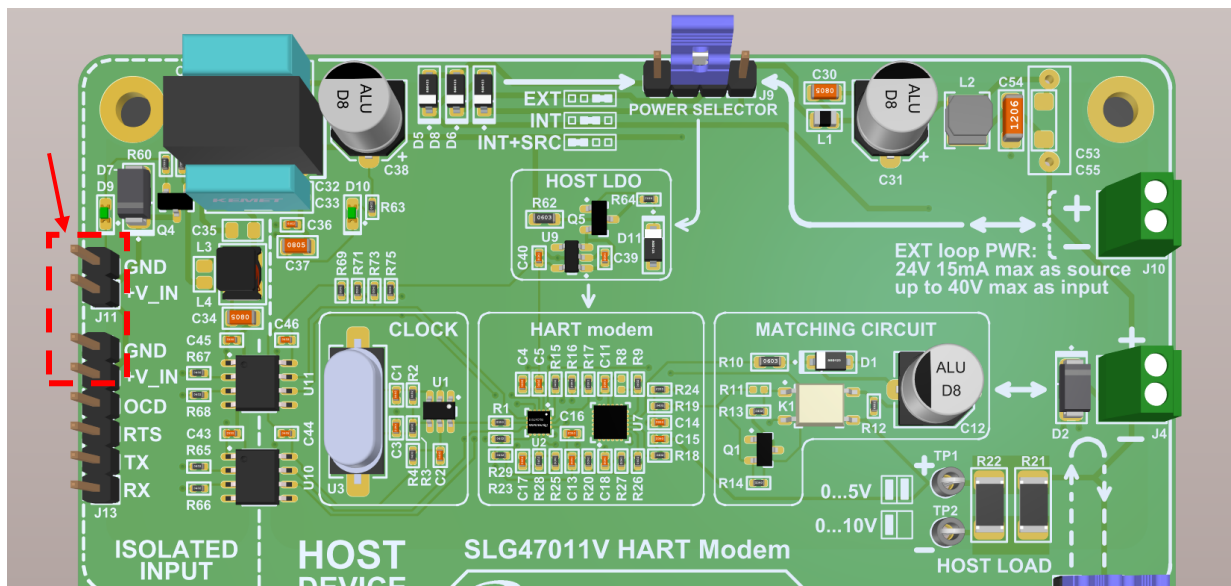 EXT
INT
INT+SRC
POWER SELECTOR
J9
C30
0805
L1
ALU
D8
C31
L2
C54
1206
C53
C55
ALU
D8
C38
D5
D8
D6
R60
D7
D9
Q4
KEMET
C32
C33
D10
R63
C35
L3
C36
0805
C37
L4
C34
0805
HOST LDO
R62
0603
Q5
R64
U9
D11
C40
C39
+
−
EXT loop PWR:
24V 15mA max as source
up to 40V max as input
J10
GND
+V_IN
J11
GND
+V_IN
OCD
RTS
TX
RX
J13
C45
C46
R67
U11
R68
C43
C44
R65
U10
R66
R69
R71
R73
R75
CLOCK
C1
R2
U1
C3
R4
R3
C2
U3
HART modem
C4
C5
R15
R16
R17
C11
R8
R9
R24
R19
C14
C15
R18
R1
U2
C16
U7
R29
R23
C17
R28
R25
C13
R20
C18
R27
R26
MATCHING CIRCUIT
R10
0603
D1
R11
K1
R13
R12
Q1
R14
ALU
D8
C12
D2
+
−
J4
TP1
+
R22
R21
0...5V
TP2
0...10V
−
HOST LOAD
ISOLATED
INPUT
HOST
DEVICE
SLG47011V HART Modem